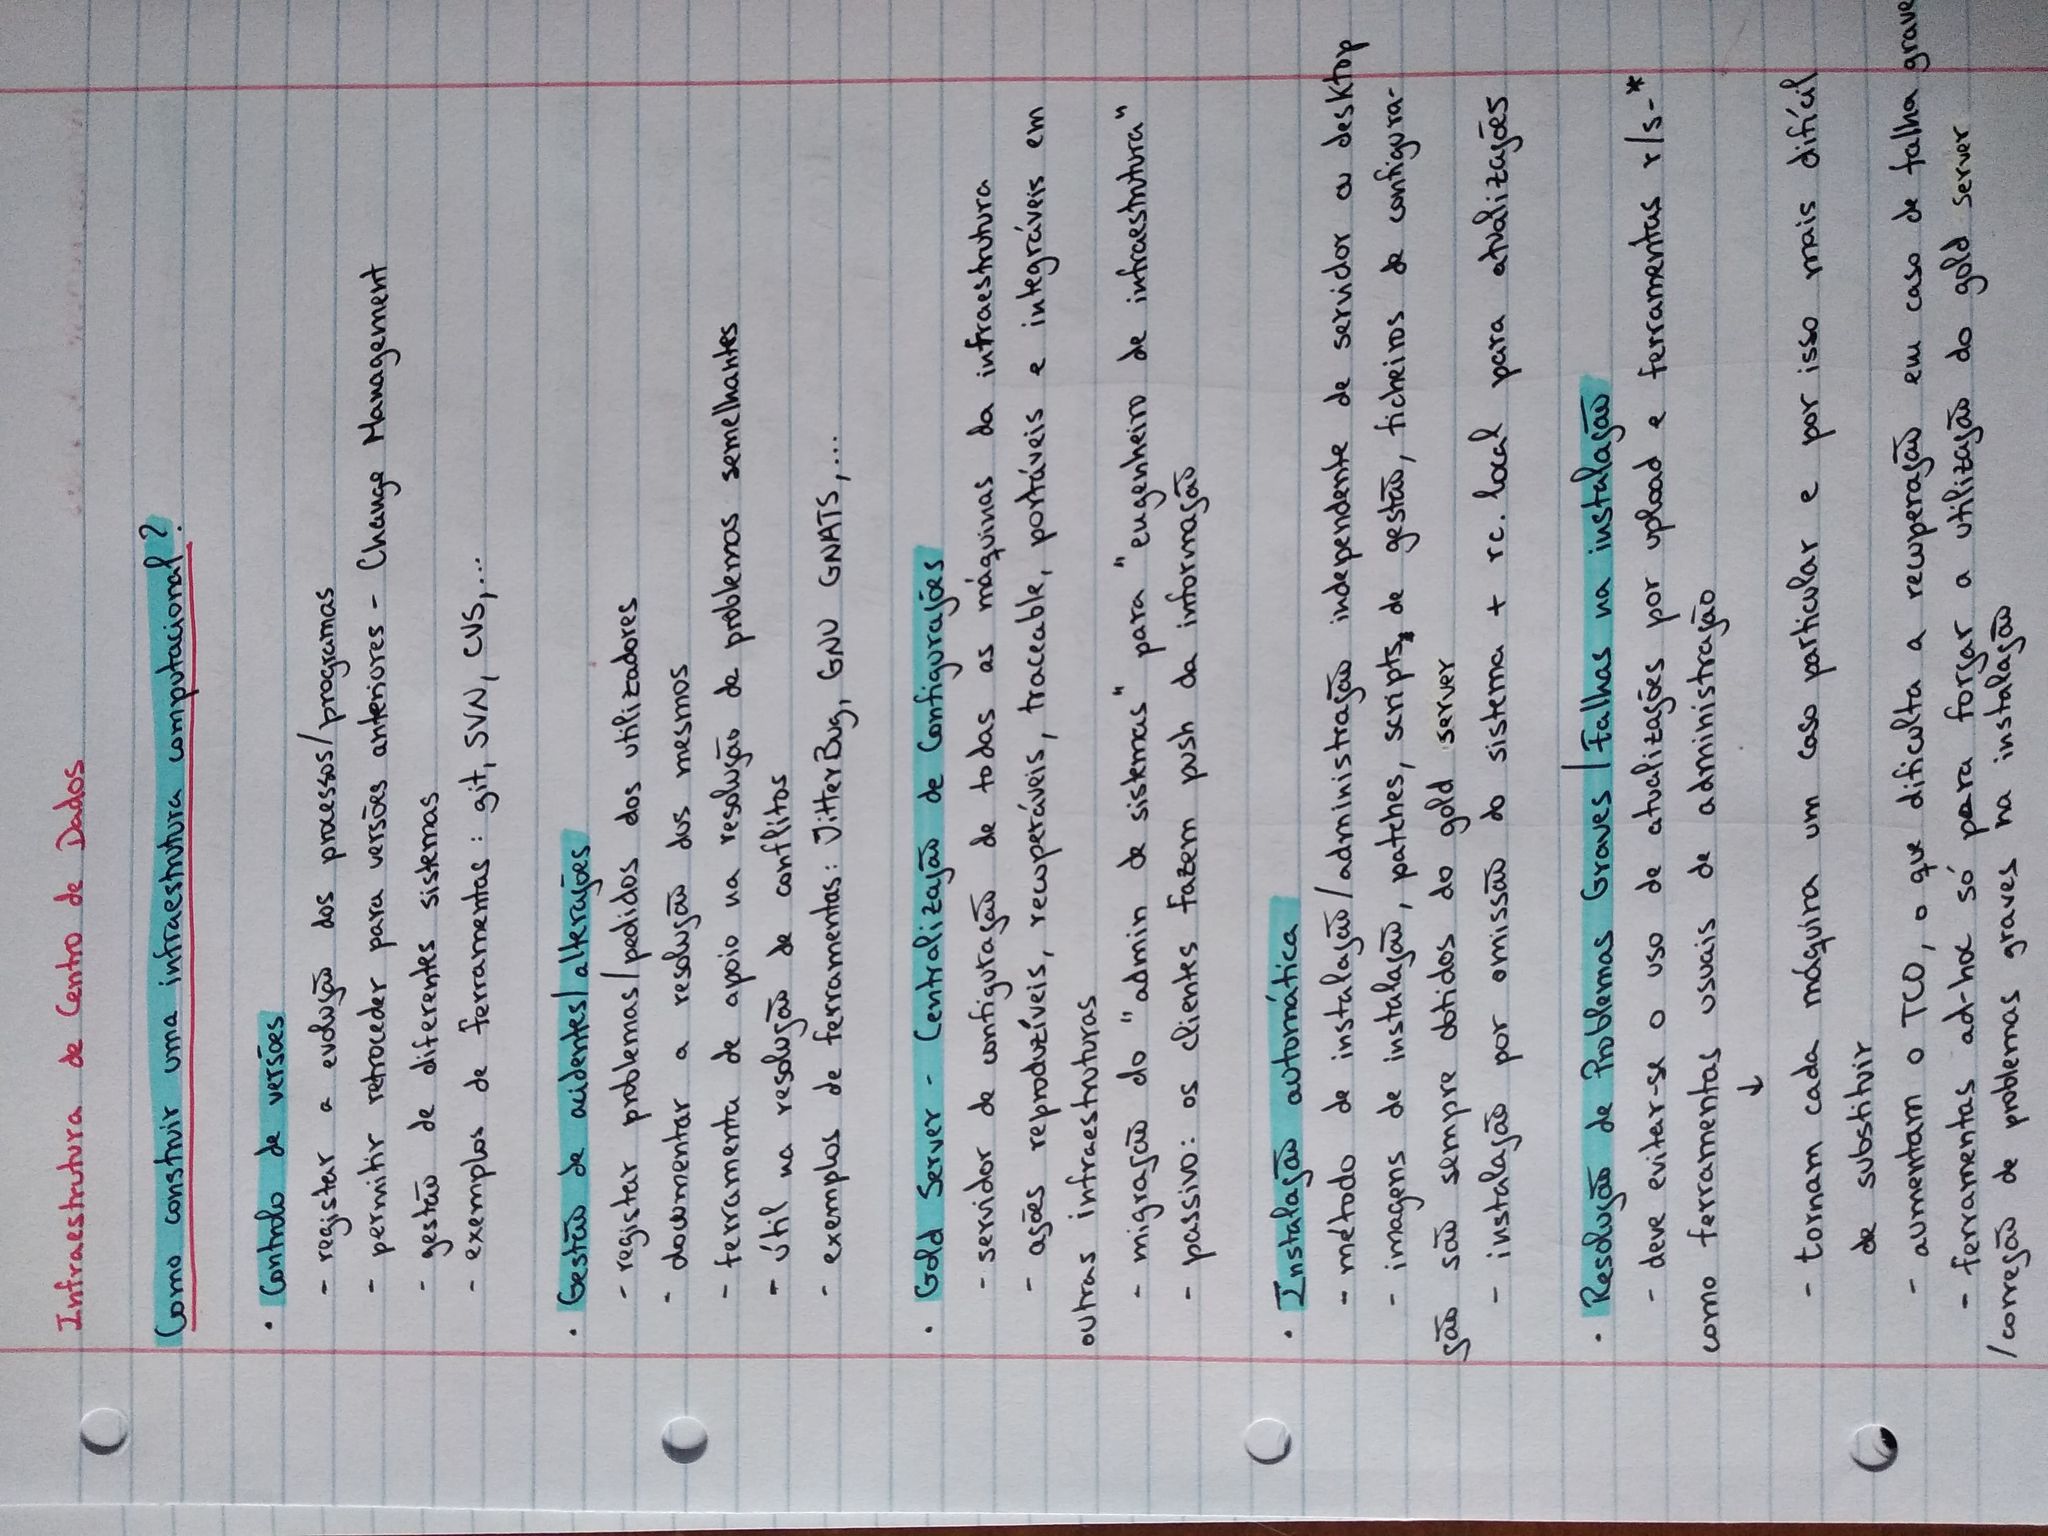 Infraestrutura de Centro de Dados
Como construir uma infraestrutura computacional?
· Controlo de versões
- registar a evolução dos processos/programas
- permitir retroceder para versões anteriores - Change Management
- gestão de diferentes sistemas
- exemplos de ferramentas: git, SVN, CVS,...
· Gestão de acidentes/alterações
- registar problemas/pedidos dos utilizadores
- documentar a resolução dos mesmos
- ferramenta de apoio na resolução de problemas semelhantes
- útil na resolução de conflitos
- exemplos de ferramentas: JitterBug, GNU GNATS,...
· Gold Server - Centralização de Configurações
- servidor de configuração de todas as máquinas da infraestrutura
- ações reproduzíveis, recuperáveis, traceable, portáveis e integráveis em
outras infraestruturas
- migração do "admin de sistemas" para "engenheiro de infraestrutura"
- passivo: os clientes fazem push da informação
· Instalação automática
- método de instalação/administração independente de servidor ou desktop
- imagens de instalação, patches, scripts de gestão, ficheiros de configura-
ção são sempre obtidos do gold server
- instalação por omissão do sistema + rc.local para atualizações
· Resolução de Problemas Graves/Falhas na instalação
- deve evitar-se o uso de atualizações por upload e ferramentas r/s-*
como ferramentas usuais de administração
↓
- tornam cada máquina um caso particular e por isso mais difícil
de substituir
- aumentam o TCO, o que dificulta a recuperação em caso de falha grave
- ferramentas ad-hoc só para forçar a utilização do gold server
/correção de problemas graves na instalação